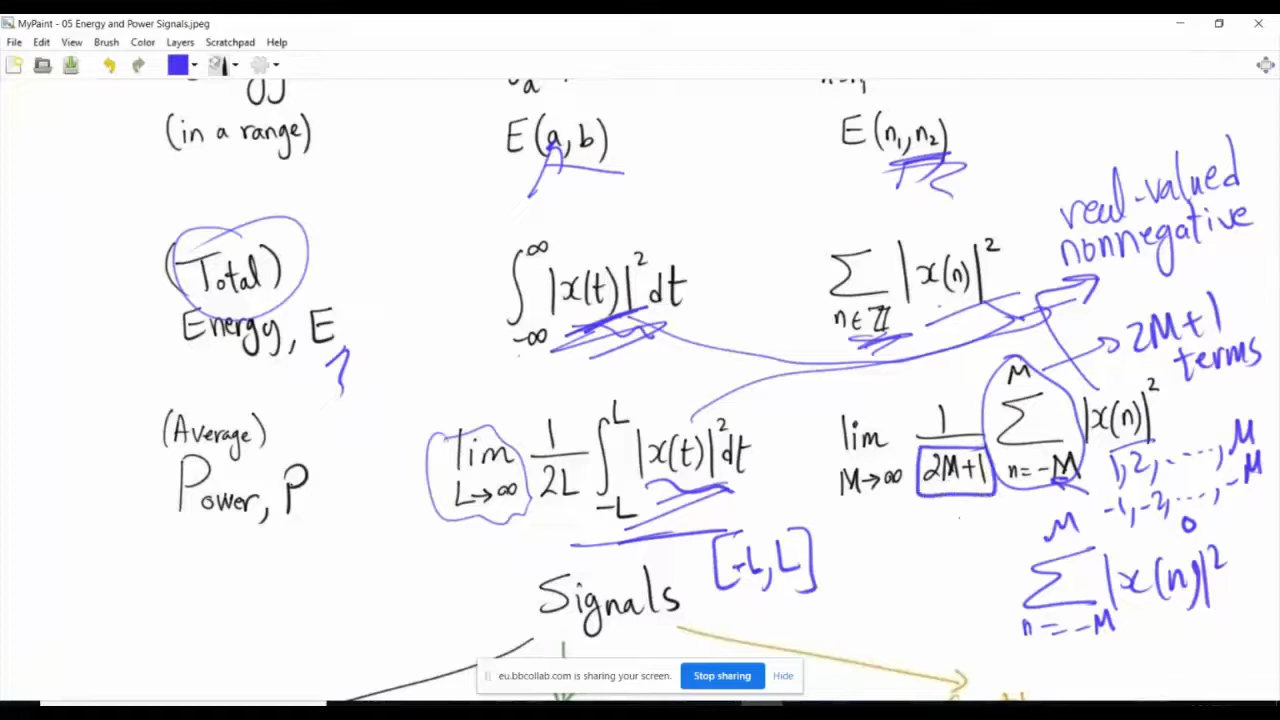 MyPaint - 05 Energy and Power Signals.jpeg
File Edit View Brush Color Layers Scratchpad Help
(in a range) E(a, b) E(n₁, n₂)
real-valued
nonnegative
(Total)
Energy, E ∫_{-∞}^{∞} |x(t)|² dt ∑_{n∈ℤ} |x(n)|²
2M+1
terms
(Average)
Power, P lim_{L→∞} 1/2L ∫_{-L}^{L} |x(t)|² dt lim_{M→∞} 1/(2M+1) ∑_{n=-M}^{M} |x(n)|²
1, 2, ...., M
-1, -2, ..., -M
0
[-L, L]
∑_{n=-M}^{M} |x(n)|²
Signals
eu.bbcollab.com is sharing your screen. Stop sharing Hide